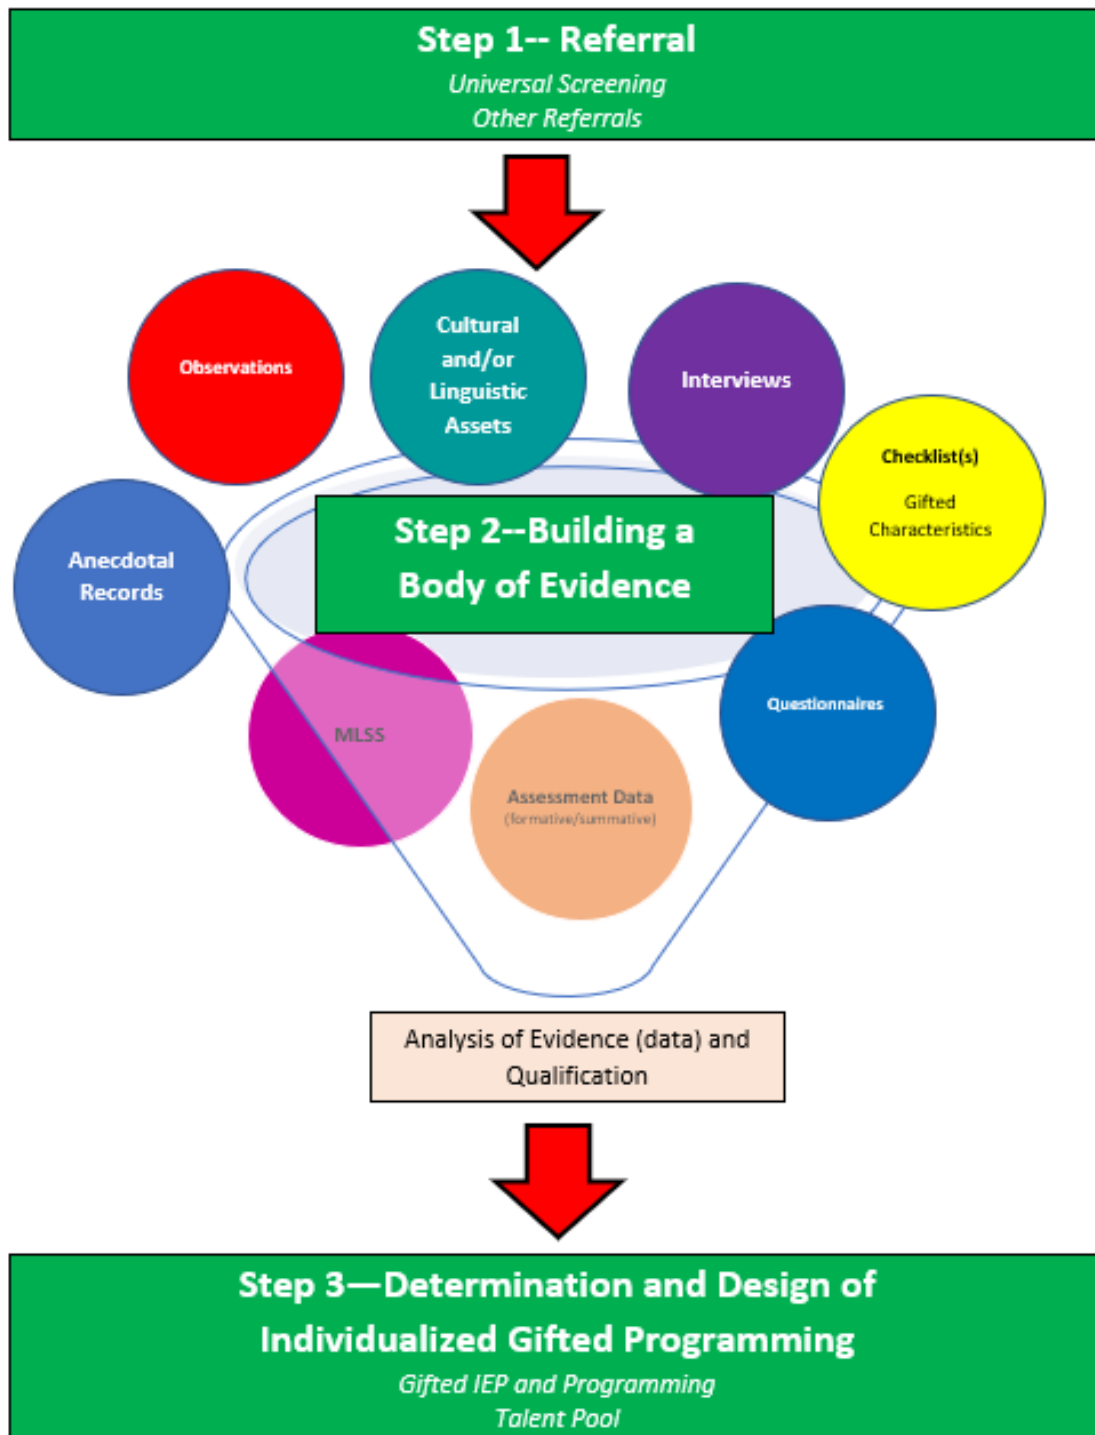 Step 1-- Referral
Universal Screening
Other Referrals
Observations
Cultural
and/or
Linguistic
Assets
Interviews
Checklist(s)
Gifted
Characteristics
Anecdotal
Records
Step 2--Building a
Body of Evidence
MLSS
Assessment Data
(formative/summative)
Questionnaires
Analysis of Evidence (data) and
Qualification
Step 3—Determination and Design of
Individualized Gifted Programming
Gifted IEP and Programming
Talent Pool